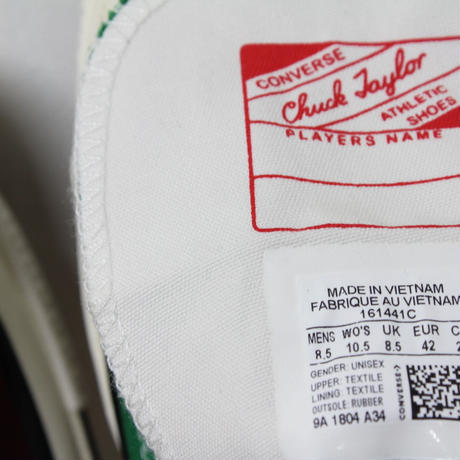 CONVERSE
Chuck Taylor
ATHLETIC
SHOES
PLAYERS NAME
MADE IN VIETNAM
FABRIQUE AU VIETNAM
161441C
MENS WO'S UK EUR C
8.5 10.5 8.5 42 2
GENDER: UNISEX
UPPER: TEXTILE
LINING: TEXTILE
OUTSOLE: RUBBER
9A 1804 A34
CONVERSE